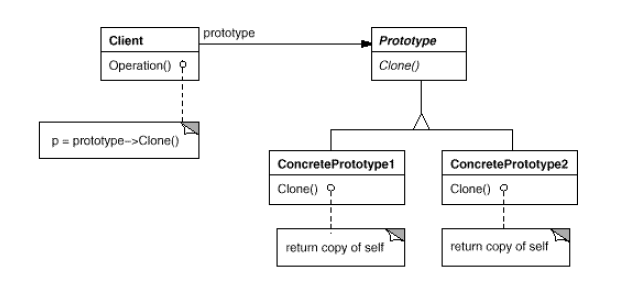 Client
Operation()
prototype
Prototype
Clone()
p = prototype->Clone()
ConcretePrototype1
Clone()
ConcretePrototype2
Clone()
return copy of self
return copy of self